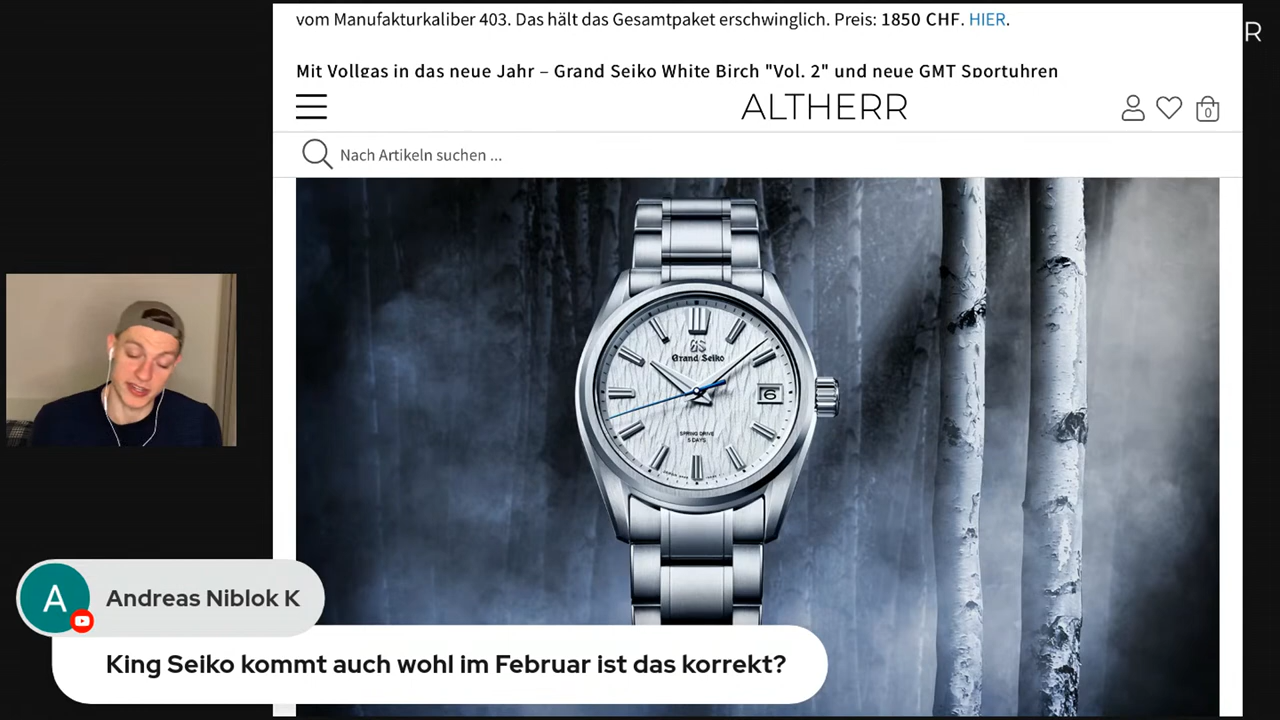 vom Manufakturkaliber 403. Das hält das Gesamtpaket erschwinglich. Preis: 1850 CHF. HIER.
R
Mit Vollgas in das neue Jahr – Grand Seiko White Birch "Vol. 2" und neue GMT Sportuhren
ALTHERR
0
Nach Artikeln suchen ...
GS
Grand Seiko
6
SPRING DRIVE
5 DAYS
A
Andreas Niblok K
King Seiko kommt auch wohl im Februar ist das korrekt?